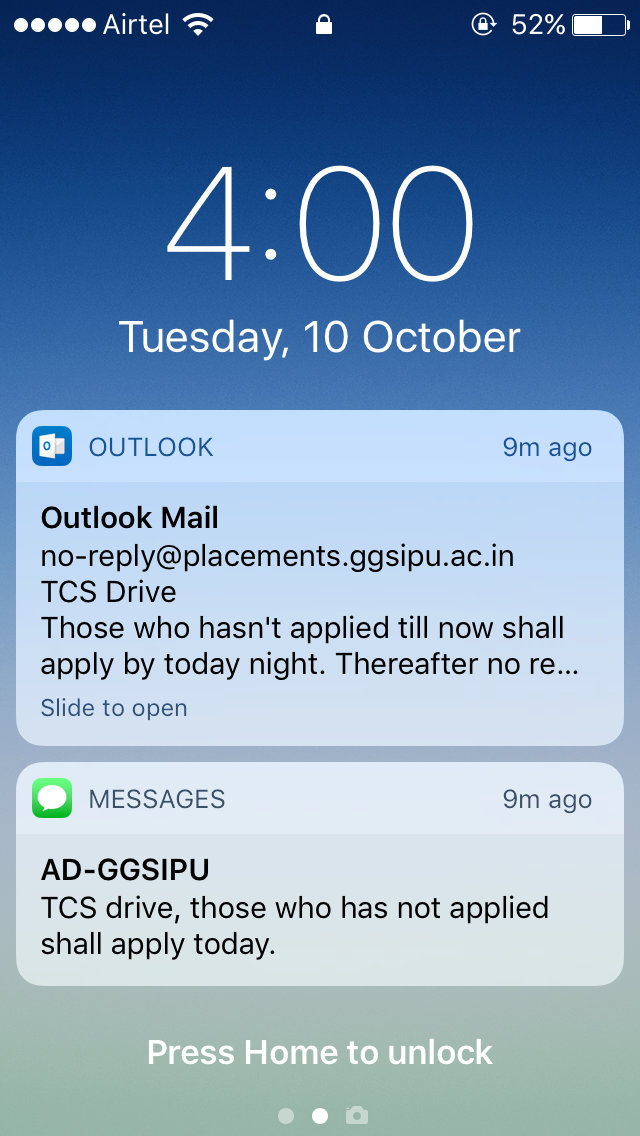 Airtel 52%
4:00
Tuesday, 10 October
OUTLOOK 9m ago
Outlook Mail
no-reply@placements.ggsipu.ac.in
TCS Drive
Those who hasn't applied till now shall
apply by today night. Thereafter no re...
Slide to open
MESSAGES 9m ago
AD-GGSIPU
TCS drive, those who has not applied
shall apply today.
Press Home to unlock